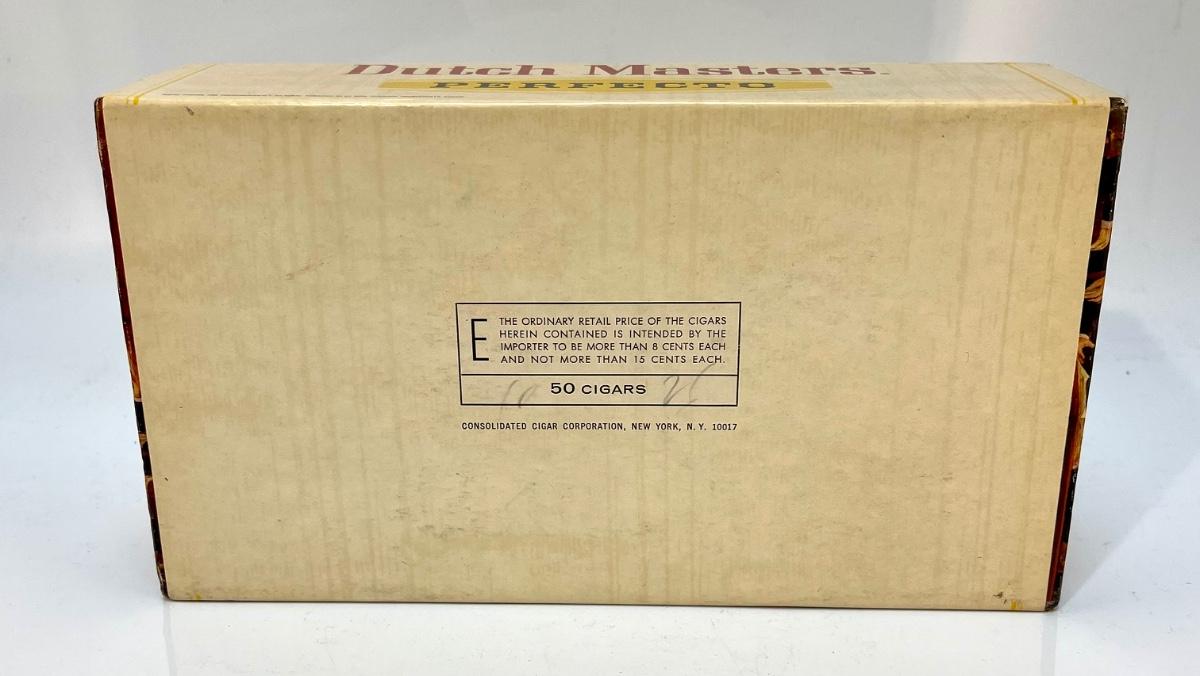 Dutch Masters.
PERFECTO
E
THE ORDINARY RETAIL PRICE OF THE CIGARS
HEREIN CONTAINED IS INTENDED BY THE
IMPORTER TO BE MORE THAN 8 CENTS EACH
AND NOT MORE THAN 15 CENTS EACH.
50 CIGARS
CONSOLIDATED CIGAR CORPORATION, NEW YORK, N. Y. 10017